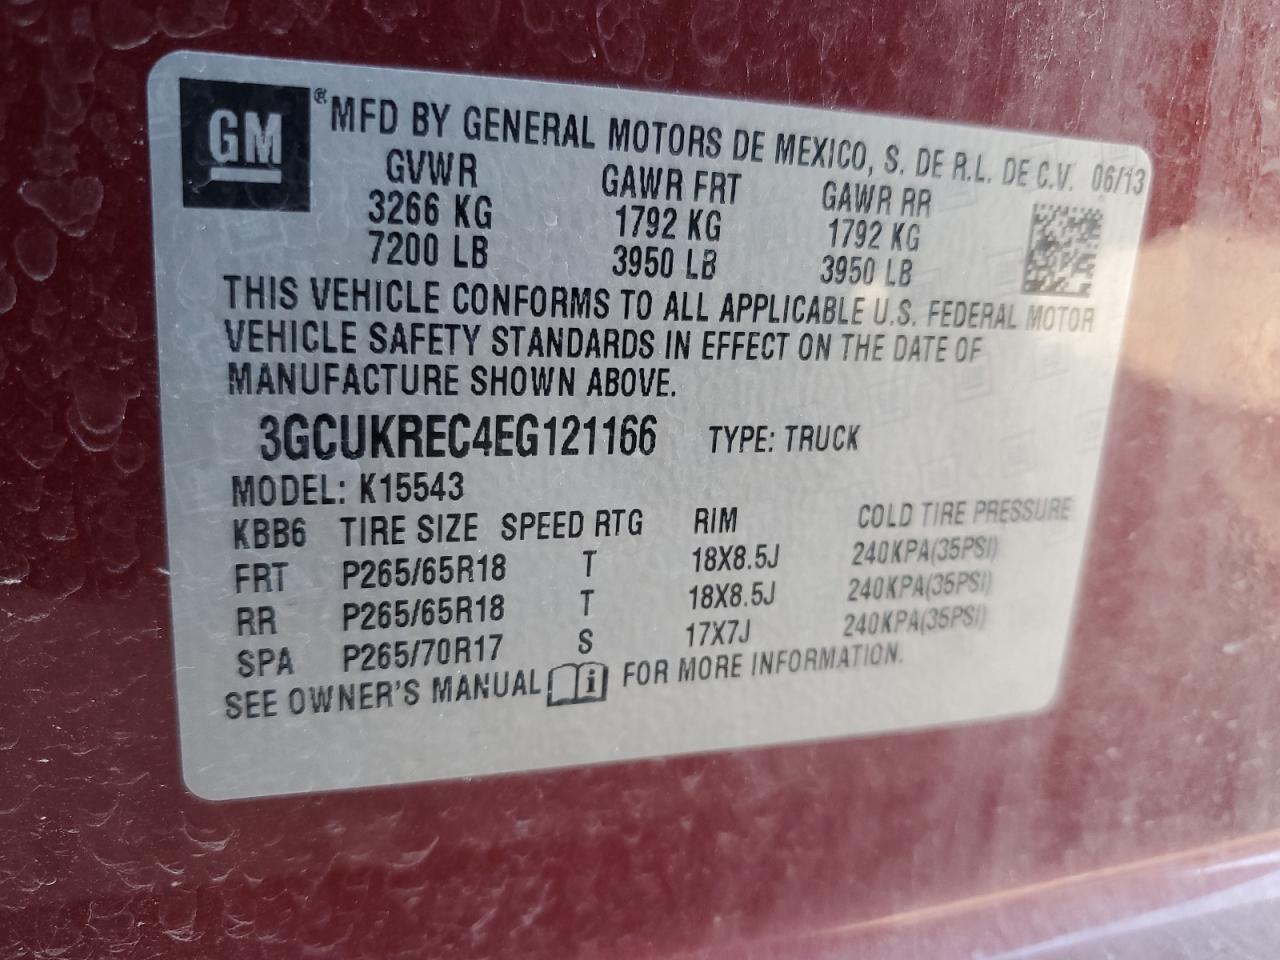 GM ® MFD BY GENERAL MOTORS DE MEXICO, S. DE R.L. DE C.V. 06/13
GVWR GAWR FRT GAWR RR
3266 KG 1792 KG 1792 KG
7200 LB 3950 LB 3950 LB
THIS VEHICLE CONFORMS TO ALL APPLICABLE U.S. FEDERAL MOTOR
VEHICLE SAFETY STANDARDS IN EFFECT ON THE DATE OF
MANUFACTURE SHOWN ABOVE.
3GCUKREC4EG121166 TYPE: TRUCK
MODEL: K15543
KBB6 TIRE SIZE SPEED RTG RIM COLD TIRE PRESSURE
FRT P265/65R18 T 18X8.5J 240KPA(35PSI)
RR P265/65R18 T 18X8.5J 240KPA(35PSI)
SPA P265/70R17 S 17X7J 240KPA(35PSI)
SEE OWNER'S MANUAL i FOR MORE INFORMATION.